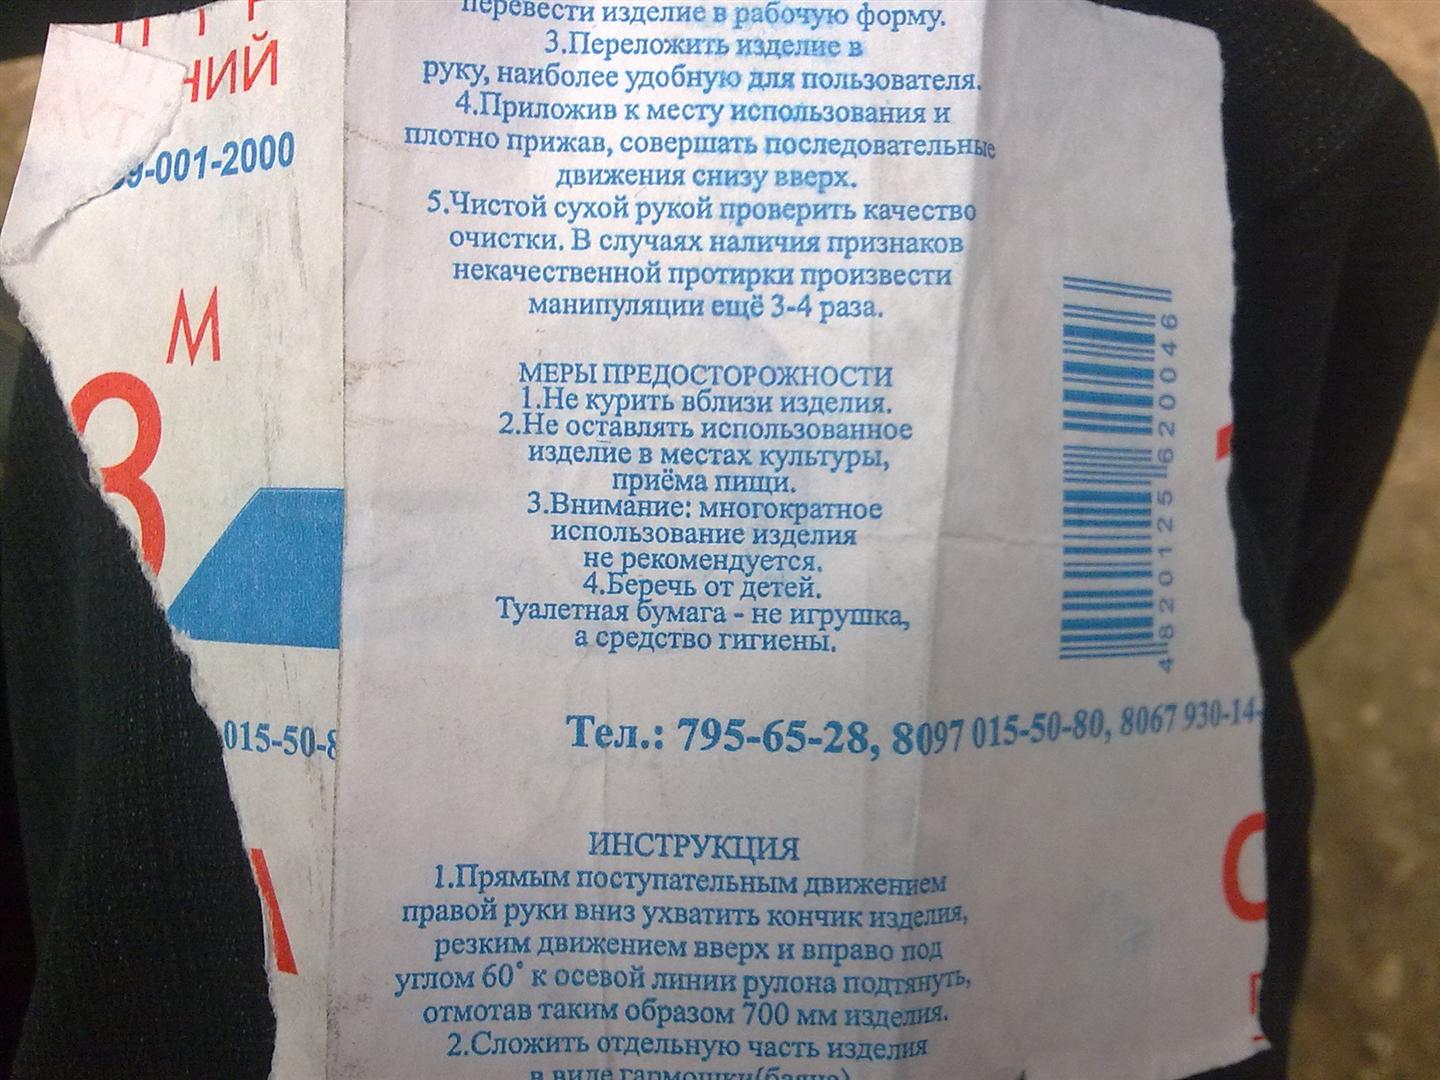 НИЙ
9-001-2000
М
3
015-50-8
перевести изделие в рабочую форму.
3.Переложить изделие в
руку, наиболее удобную для пользователя.
4.Приложив к месту использования и
плотно прижав, совершать последовательные
движения снизу вверх.
5.Чистой сухой рукой проверить качество
очистки. В случаях наличия признаков
некачественной протирки произвести
манипуляции ещё 3-4 раза.
МЕРЫ ПРЕДОСТОРОЖНОСТИ
1.Не курить вблизи изделия.
2.Не оставлять использованное
изделие в местах культуры,
приёма пищи.
3.Внимание: многократное
использование изделия
не рекомендуется.
4.Беречь от детей.
Туалетная бумага - не игрушка,
а средство гигиены.
4820125620046
Тел.: 795-65-28, 8097 015-50-80, 8067 930-14-
ИНСТРУКЦИЯ
1.Прямым поступательным движением
правой руки вниз ухватить кончик изделия,
резким движением вверх и вправо под
углом 60° к осевой линии рулона подтянуть,
отмотав таким образом 700 мм изделия.
2.Сложить отдельную часть изделия
в виде гармошки(баяна)